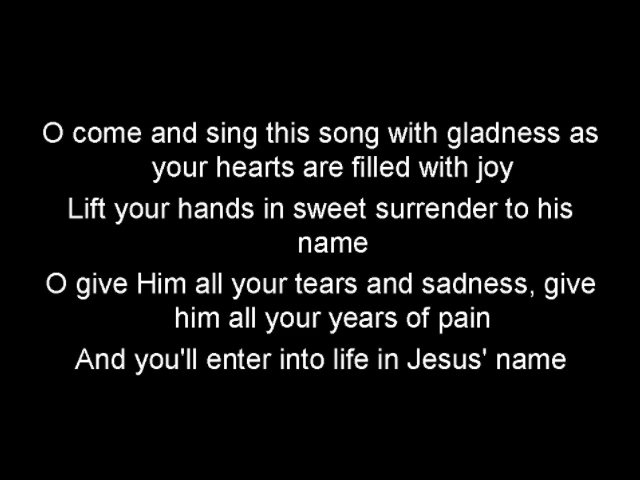 O come and sing this song with gladness as
your hearts are filled with joy
Lift your hands in sweet surrender to his
name
O give Him all your tears and sadness, give
him all your years of pain
And you'll enter into life in Jesus' name